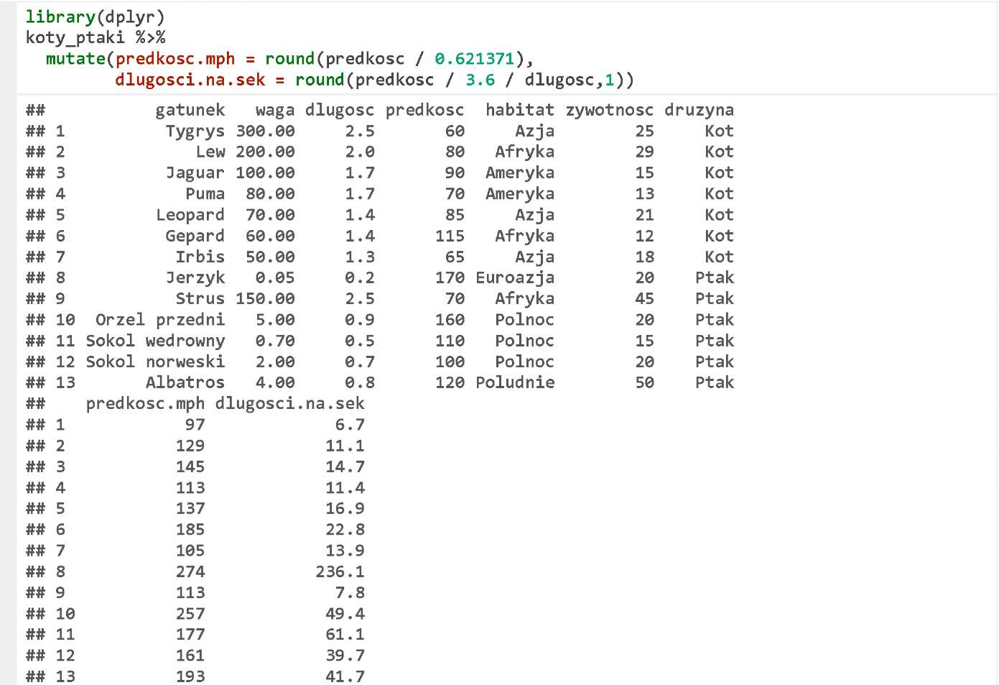 library(dplyr)
koty_ptaki %>%
  mutate(predkosc.mph = round(predkosc / 0.621371),
         dlugosci.na.sek = round(predkosc / 3.6 / dlugosc,1))
##           gatunek   waga dlugosc predkosc  habitat zywotnosc druzyna
## 1          Tygrys 300.00     2.5       60     Azja        25     Kot
## 2             Lew 200.00     2.0       80   Afryka        29     Kot
## 3          Jaguar 100.00     1.7       90  Ameryka        15     Kot
## 4            Puma  80.00     1.7       70  Ameryka        13     Kot
## 5         Leopard  70.00     1.4       85     Azja        21     Kot
## 6          Gepard  60.00     1.4      115   Afryka        12     Kot
## 7           Irbis  50.00     1.3       65     Azja        18     Kot
## 8          Jerzyk   0.05     0.2      170 Euroazja        20    Ptak
## 9           Strus 150.00     2.5       70   Afryka        45    Ptak
## 10  Orzel przedni   5.00     0.9      160   Polnoc        20    Ptak
## 11 Sokol wedrowny   0.70     0.5      110   Polnoc        15    Ptak
## 12 Sokol norweski   2.00     0.7      100   Polnoc        20    Ptak
## 13       Albatros   4.00     0.8      120 Poludnie        50    Ptak
##    predkosc.mph dlugosci.na.sek
## 1            97             6.7
## 2           129            11.1
## 3           145            14.7
## 4           113            11.4
## 5           137            16.9
## 6           185            22.8
## 7           105            13.9
## 8           274           236.1
## 9           113             7.8
## 10          257            49.4
## 11          177            61.1
## 12          161            39.7
## 13          193            41.7